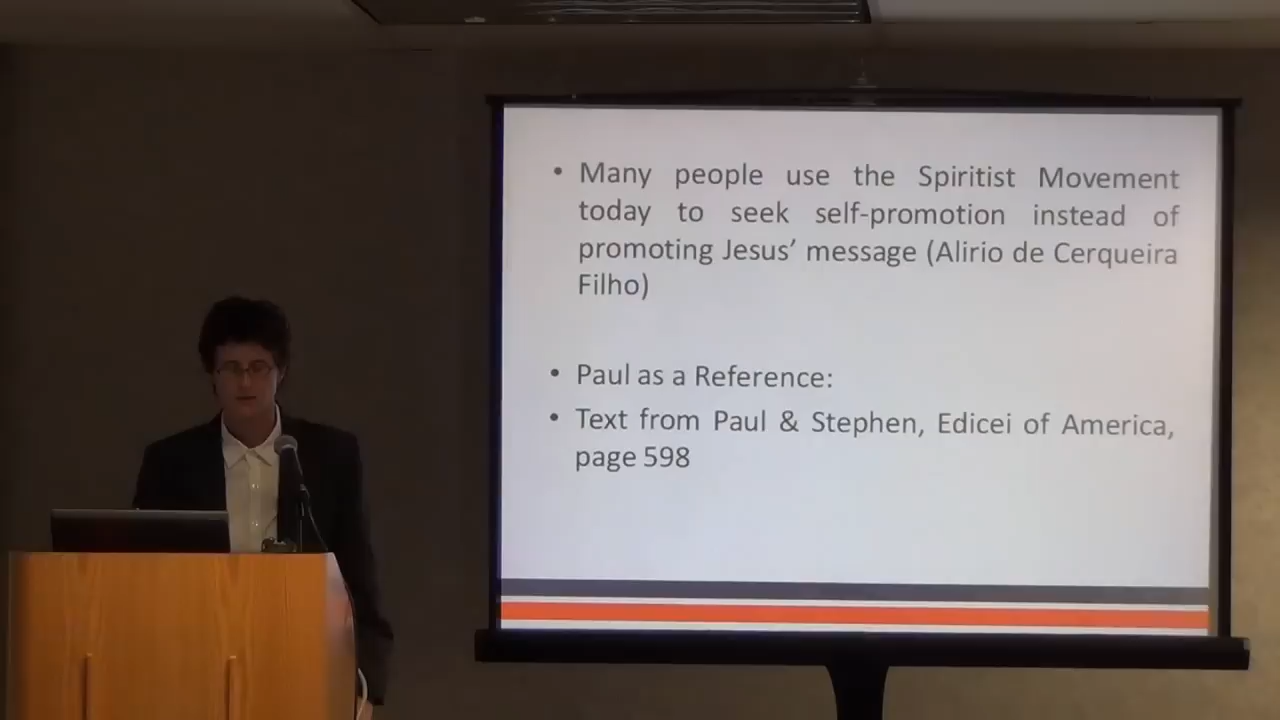 • Many people use the Spiritist Movement
today to seek self-promotion instead of
promoting Jesus’ message (Alirio de Cerqueira
Filho)
• Paul as a Reference:
• Text from Paul & Stephen, Edicei of America,
page 598